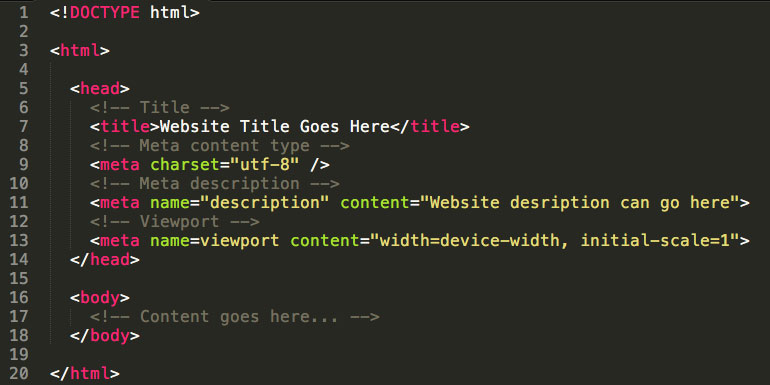 1 <!DOCTYPE html>
2
3 <html>
4
5 <head>
6 <!-- Title -->
7 <title>Website Title Goes Here</title>
8 <!-- Meta content type -->
9 <meta charset="utf-8" />
10 <!-- Meta description -->
11 <meta name="description" content="Website desription can go here">
12 <!-- Viewport -->
13 <meta name=viewport content="width=device-width, initial-scale=1">
14 </head>
15
16 <body>
17 <!-- Content goes here... -->
18 </body>
19
20 </html>